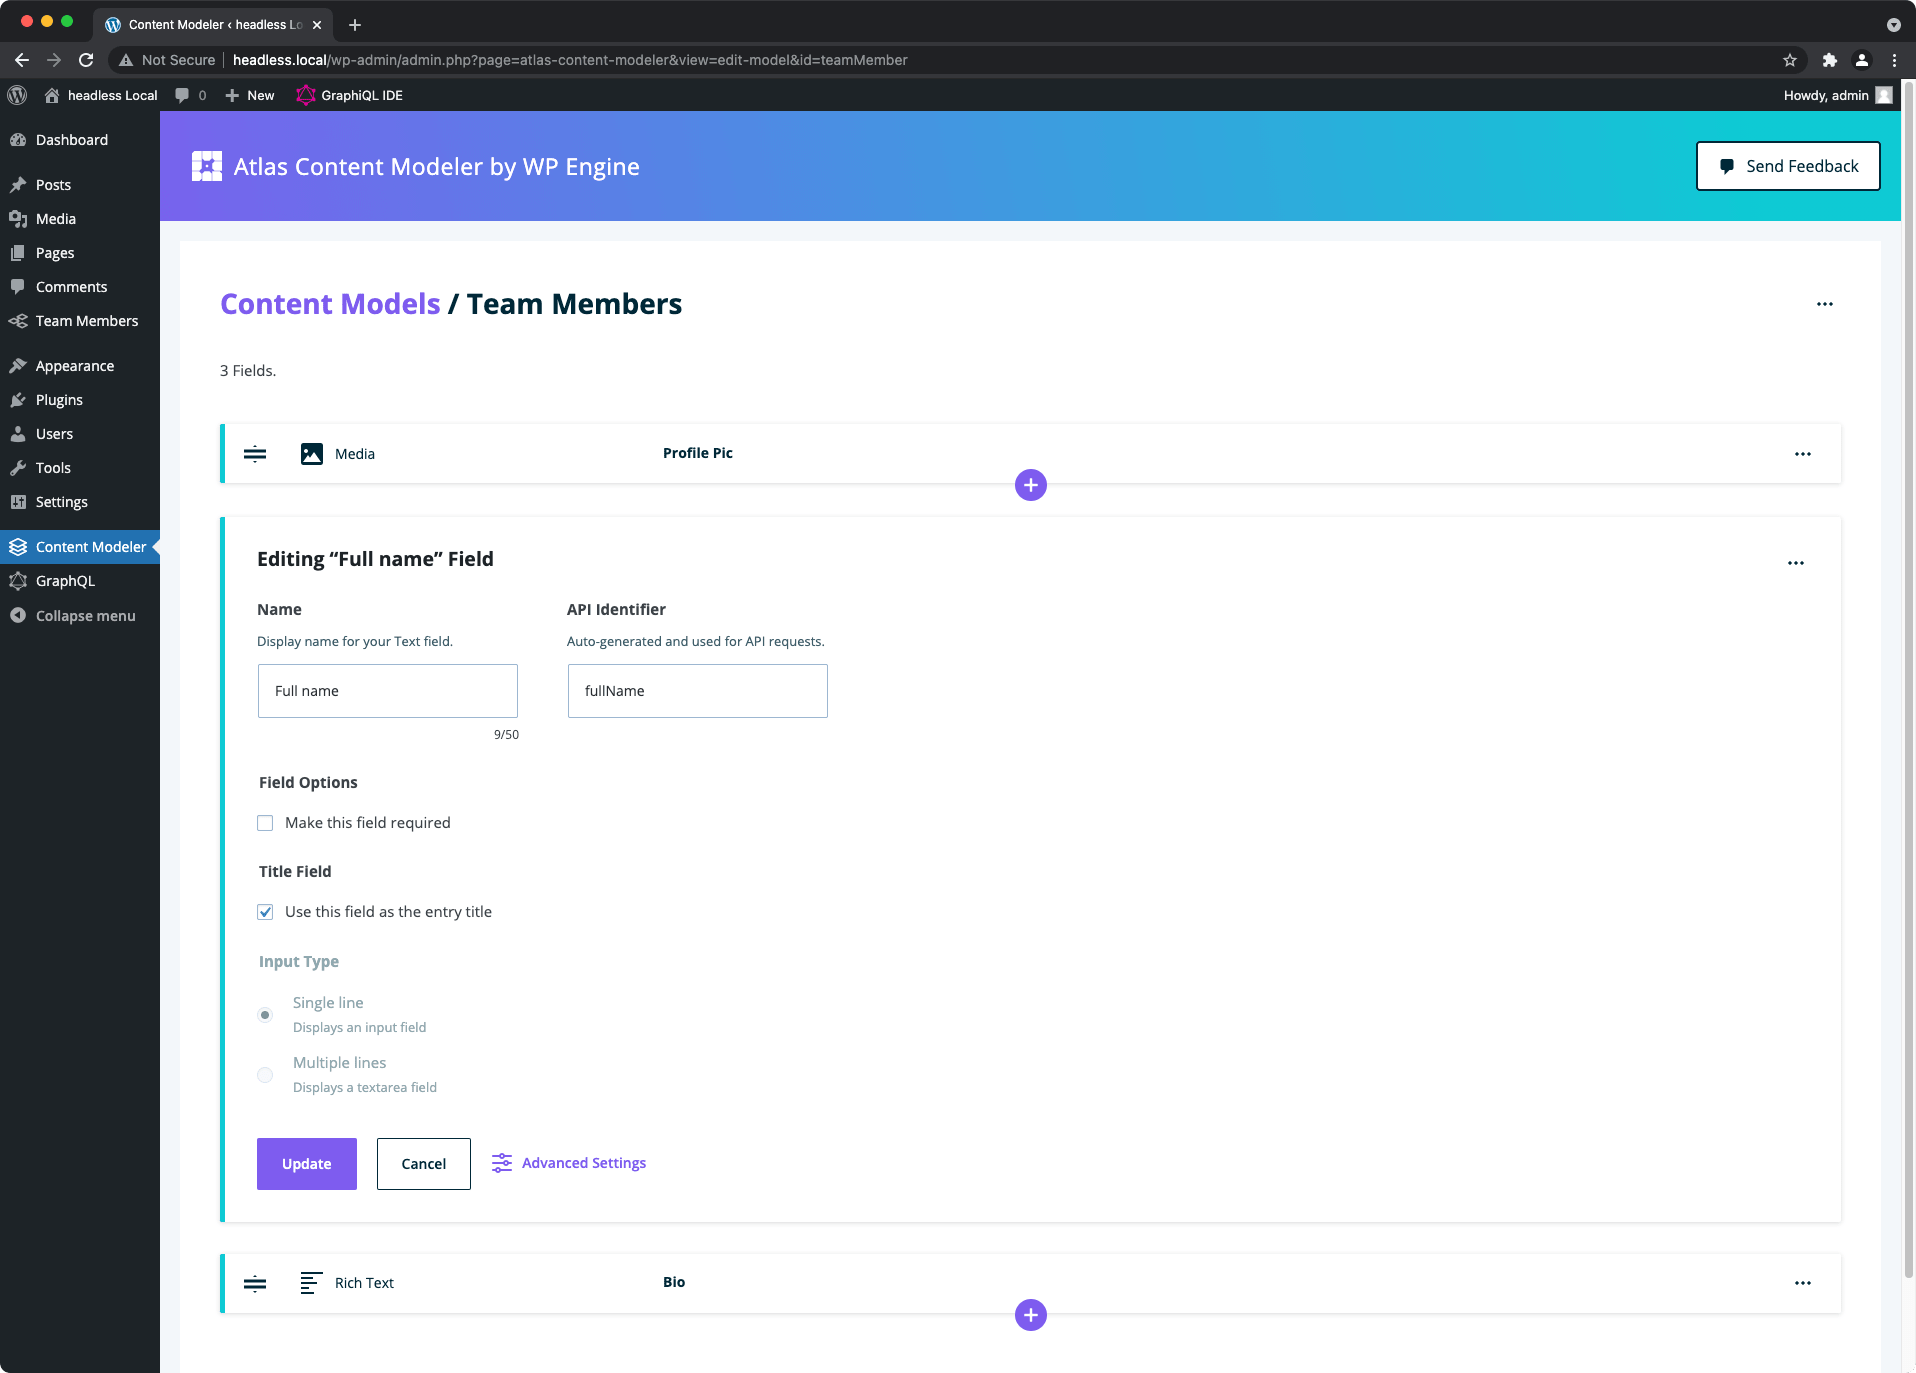 Content Modeler ‹ headless Lo
Not Secure
headless.local/wp-admin/admin.php?page=atlas-content-modeler&view=edit-model&id=teamMember
headless Local
0
New
GraphiQL IDE
Howdy, admin
Dashboard
Posts
Media
Pages
Comments
Team Members
Appearance
Plugins
Users
Tools
Settings
Content Modeler
GraphQL
Collapse menu
Atlas Content Modeler by WP Engine
Send Feedback
Content Models / Team Members
3 Fields.
Media
Profile Pic
Editing “Full name” Field
Name
API Identifier
Display name for your Text field.
Auto-generated and used for API requests.
Full name
fullName
9/50
Field Options
Make this field required
Title Field
Use this field as the entry title
Input Type
Single line
Displays an input field
Multiple lines
Displays a textarea field
Update
Cancel
Advanced Settings
Rich Text
Bio